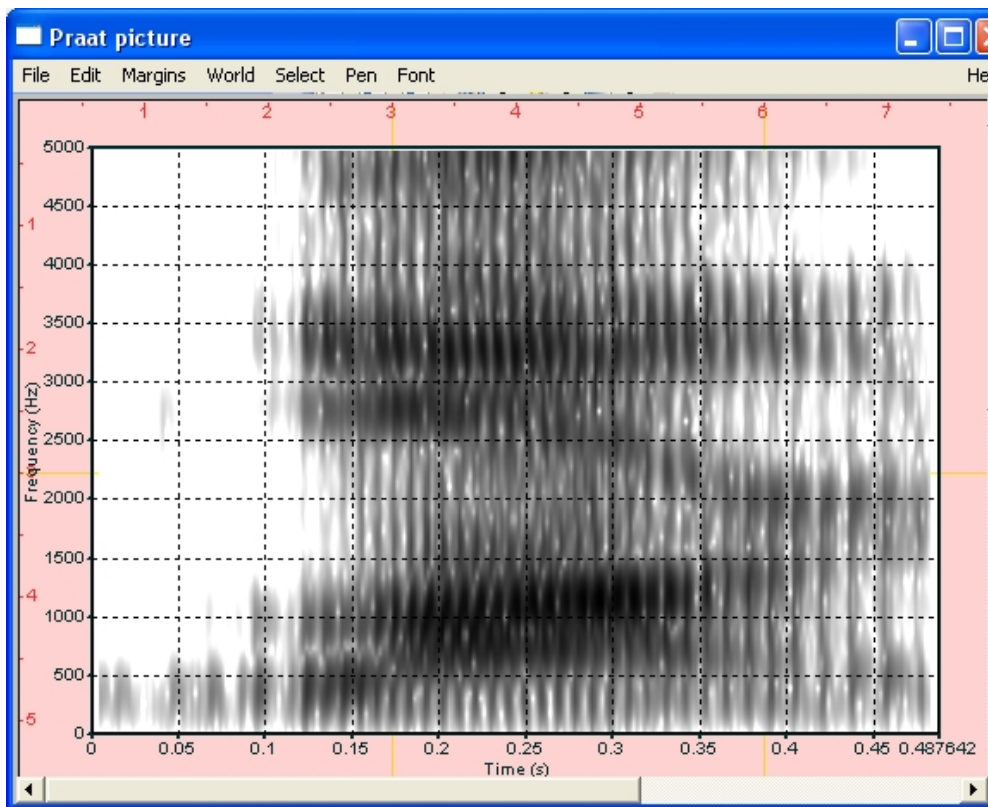 Praat picture
File Edit Margins World Select Pen Font He
1 2 3 4 5 6 7
5000
4500
1
4000
3500
2
3000
2500
Frequency (Hz)
2000
1500
4
1000
500
5
0
0 0.05 0.1 0.15 0.2 0.25 0.3 0.35 0.4 0.45 0.487642
Time (s)